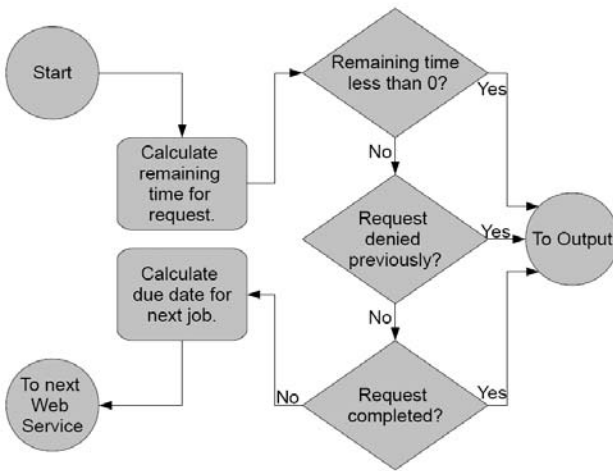 Start
Calculate
remaining
time for
request.
Remaining time
less than 0?
Yes
No
Request
denied
previously?
Yes
To Output
No
Request
completed?
Yes
No
Calculate
due date for
next job.
To next
Web
Service